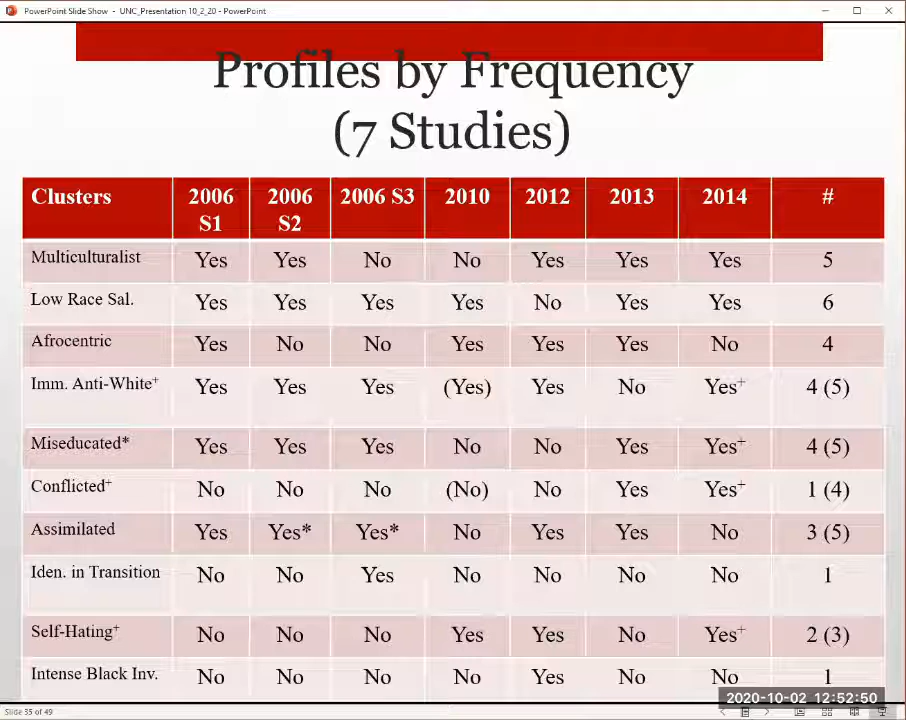 PowerPoint Slide Show - UNC_Presentation 10_2_20 - PowerPoint
Profiles by Frequency
(7 Studies)
Clusters 2006 S1 2006 S2 2006 S3 2010 2012 2013 2014 #
Multiculturalist Yes Yes No No Yes Yes Yes 5
Low Race Sal. Yes Yes Yes Yes No Yes Yes 6
Afrocentric Yes No No Yes Yes Yes No 4
Imm. Anti-White+ Yes Yes Yes (Yes) Yes No Yes+ 4 (5)
Miseducated* Yes Yes Yes No No Yes Yes+ 4 (5)
Conflicted+ No No No (No) No Yes Yes+ 1 (4)
Assimilated Yes Yes* Yes* No Yes Yes No 3 (5)
Iden. in Transition No No Yes No No No No 1
Self-Hating+ No No No Yes Yes No Yes+ 2 (3)
Intense Black Inv. No No No No Yes No No 1
2020-10-02 12:52:50
Slide 35 of 49